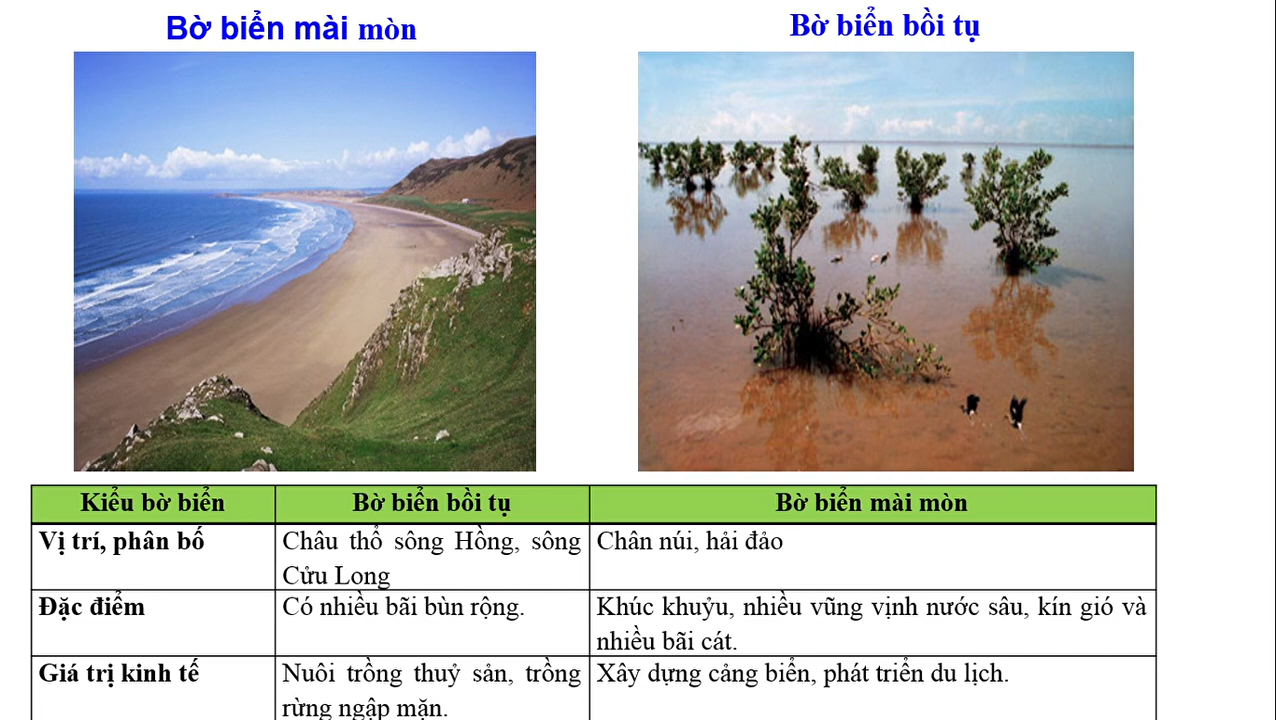 Bờ biển mài mòn
Bờ biển bồi tụ
Kiểu bờ biển
Bờ biển bồi tụ
Bờ biển mài mòn
Vị trí, phân bố
Châu thổ sông Hồng, sông
Cửu Long
Chân núi, hải đảo
Đặc điểm
Có nhiều bãi bùn rộng.
Khúc khuỷu, nhiều vũng vịnh nước sâu, kín gió và
nhiều bãi cát.
Giá trị kinh tế
Nuôi trồng thuỷ sản, trồng
rừng ngập mặn.
Xây dựng cảng biển, phát triển du lịch.